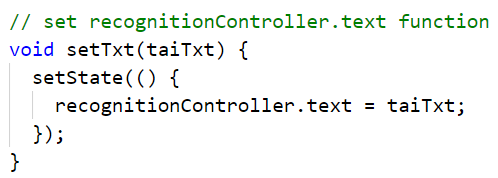 // set recognitionController.text function
void setTxt(taiTxt) {
  setState(() {
    recognitionController.text = taiTxt;
  });
}